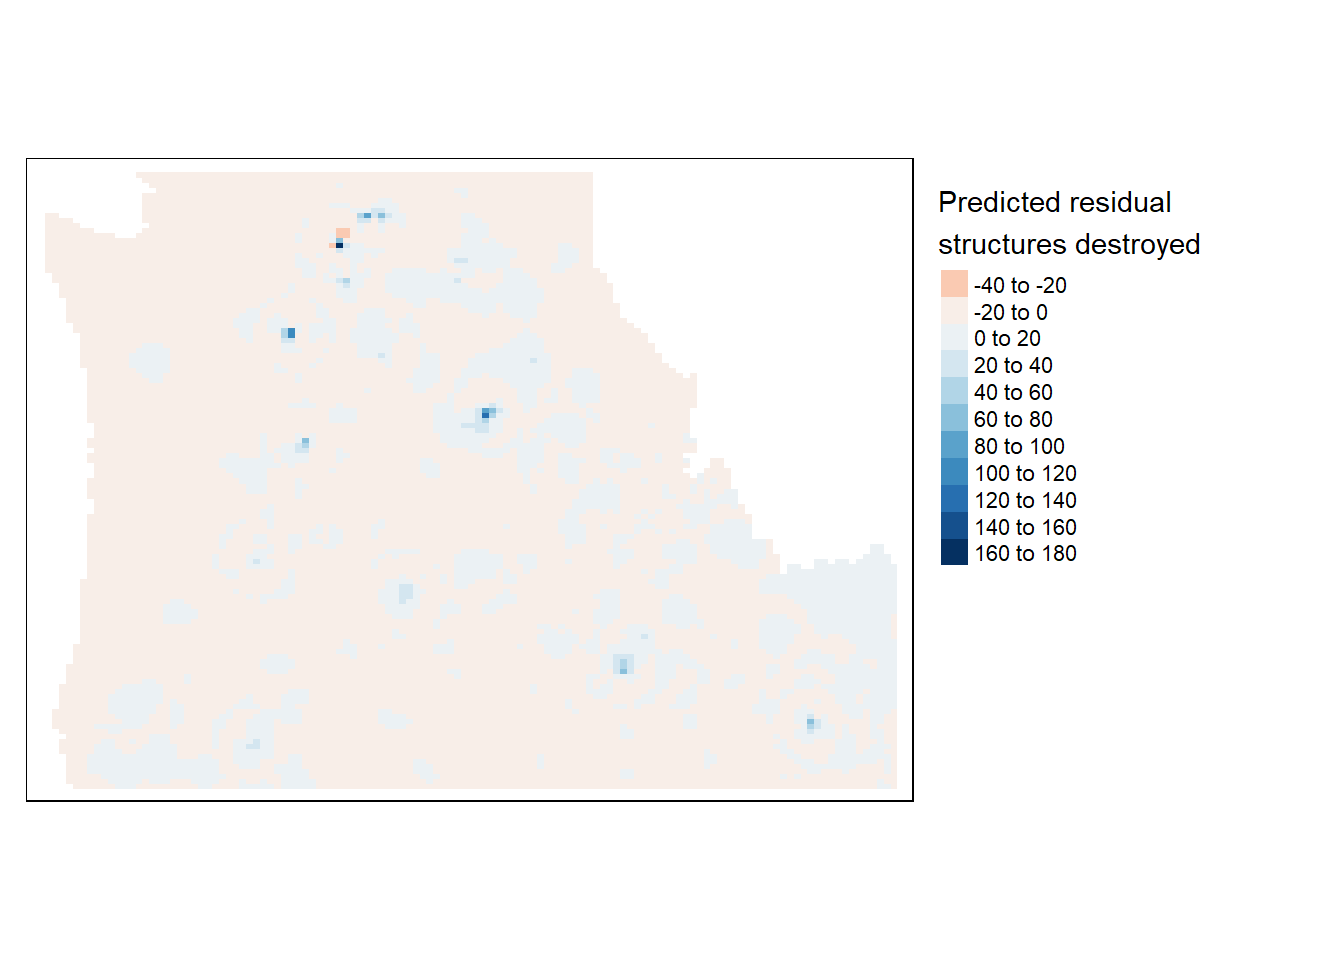 Predicted residual
structures destroyed
-40 to -20
-20 to 0
0 to 20
20 to 40
40 to 60
60 to 80
80 to 100
100 to 120
120 to 140
140 to 160
160 to 180